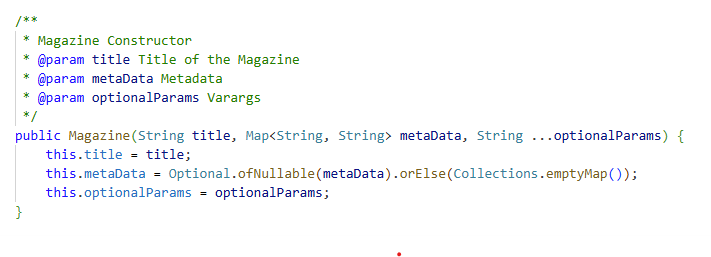 /**
 * Magazine Constructor
 * @param title Title of the Magazine
 * @param metaData Metadata
 * @param optionalParams Varargs
 */
public Magazine(String title, Map<String, String> metaData, String ...optionalParams) {
    this.title = title;
    this.metaData = Optional.ofNullable(metaData).orElse(Collections.emptyMap());
    this.optionalParams = optionalParams;
}